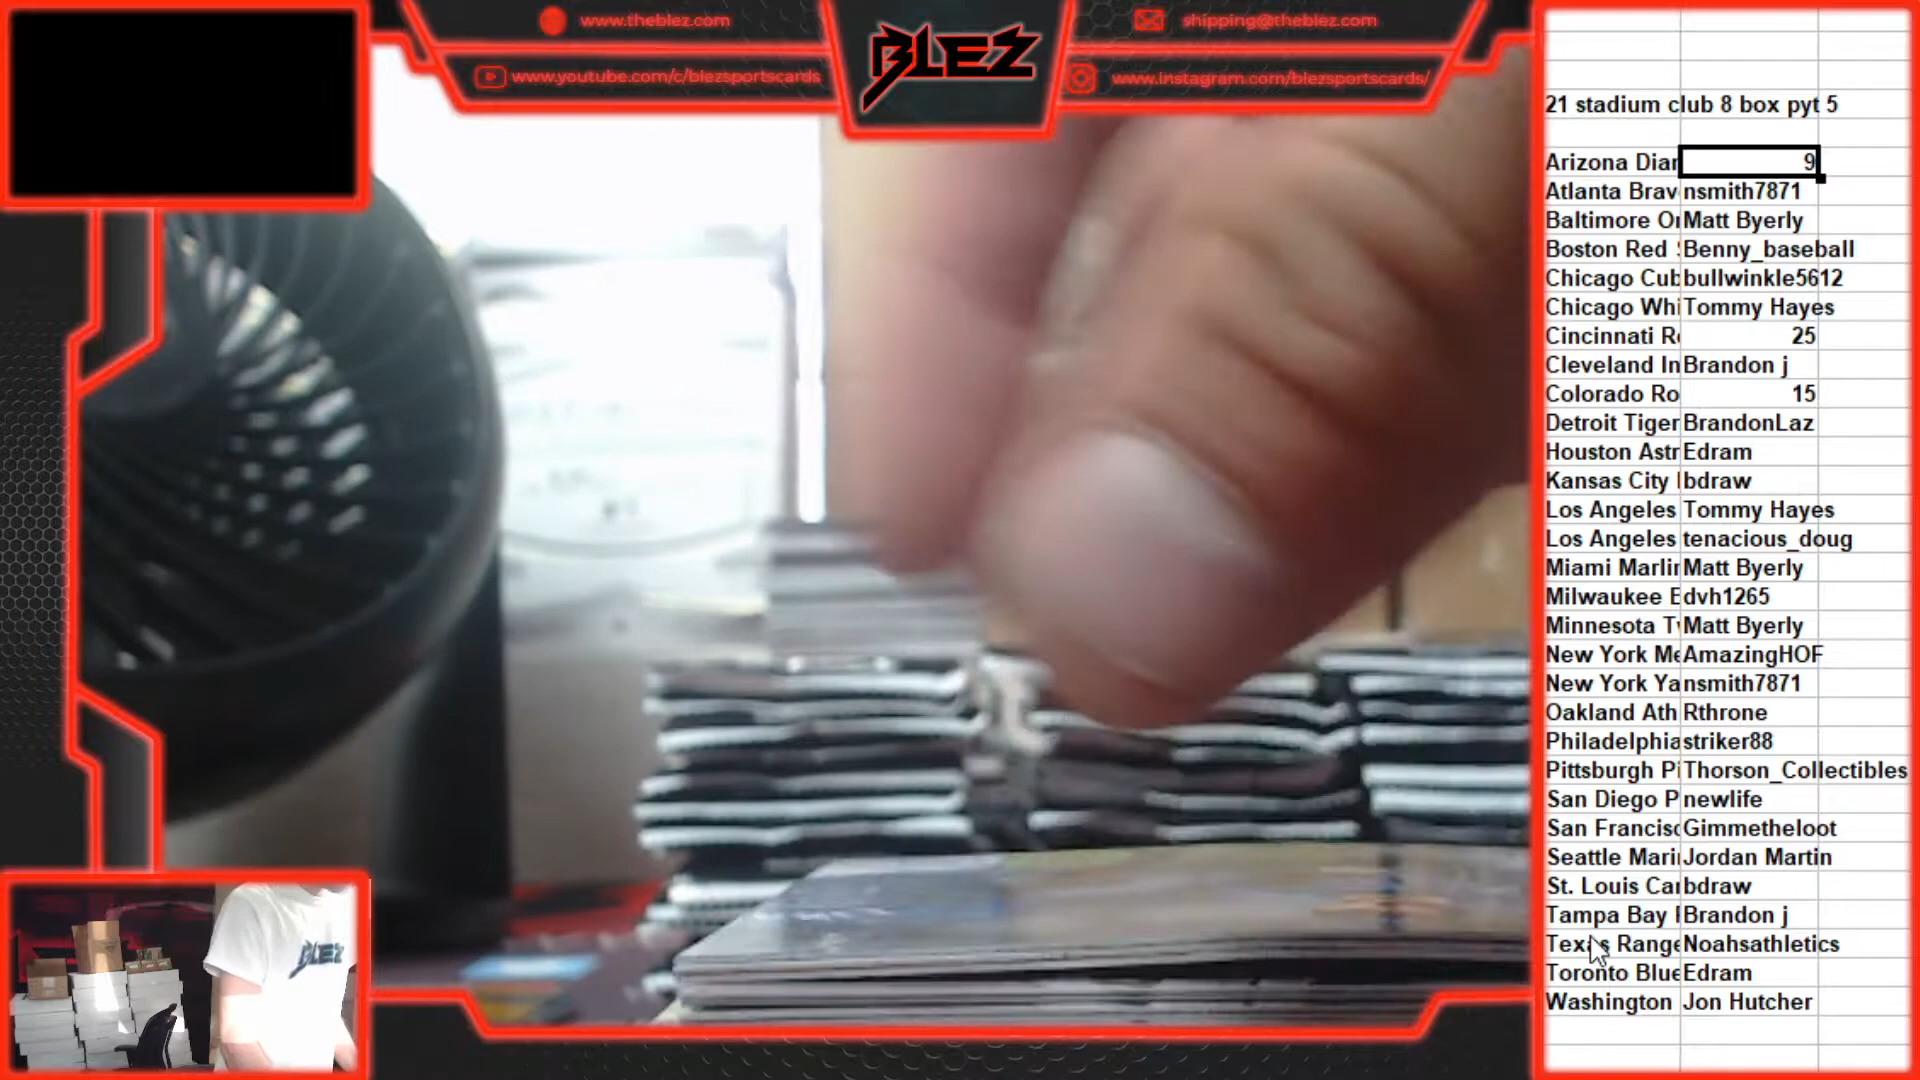 www.theblez.com
www.youtube.com/c/blezsportscards
BLEZ
shipping@theblez.com
www.instagram.com/blezsportscards/
21 stadium club 8 box pyt 5
Arizona Diar 9
Atlanta Brav nsmith7871
Baltimore Or Matt Byerly
Boston Red S Benny_baseball
Chicago Cub bullwinkle5612
Chicago Whi Tommy Hayes
Cincinnati Re 25
Cleveland In Brandon j
Colorado Ro 15
Detroit Tiger BrandonLaz
Houston Astr Edram
Kansas City bdraw
Los Angeles Tommy Hayes
Los Angeles tenacious_doug
Miami Marlin Matt Byerly
Milwaukee B dvh1265
Minnesota Tw Matt Byerly
New York Me AmazingHOF
New York Ya nsmith7871
Oakland Ath Rthrone
Philadelphia striker88
Pittsburgh Pi Thorson_Collectibles
San Diego P newlife
San Francisc Gimmetheloot
Seattle Mari Jordan Martin
St. Louis Car bdraw
Tampa Bay Brandon j
Texas Range Noahsathletics
Toronto Blue Edram
Washington Jon Hutcher
BLEZ